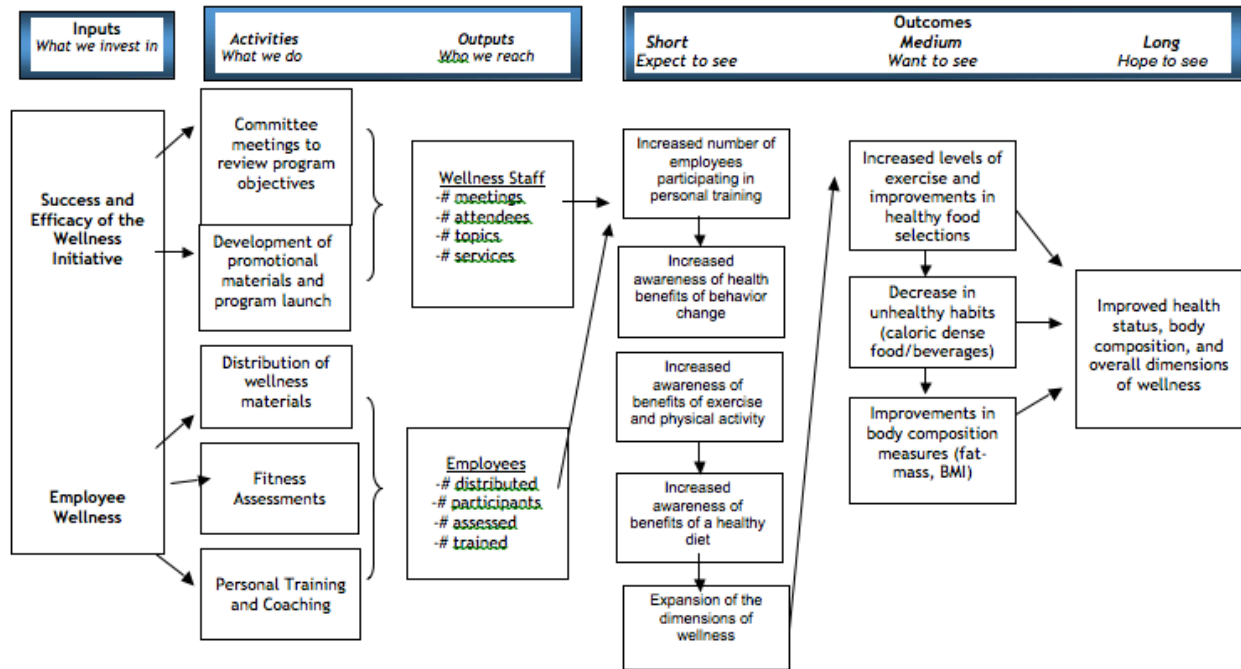 Inputs
What we invest in
Activities
What we do
Outputs
Who we reach
Outcomes
Short
Expect to see
Medium
Want to see
Long
Hope to see
Success and
Efficacy of the
Wellness
Initiative
Employee
Wellness
Committee
meetings to
review program
objectives
Development of
promotional
materials and
program launch
Distribution of
wellness
materials
Fitness
Assessments
Personal Training
and Coaching
Wellness Staff
-# meetings
-# attendees
-# topics
-# services
Employees
-# distributed
-# participants
-# assessed
-# trained
Increased number of
employees
participating in
personal training
Increased
awareness of health
benefits of behavior
change
Increased
awareness of
benefits of exercise
and physical activity
Increased
awareness of
benefits of a healthy
diet
Expansion of the
dimensions of
wellness
Increased levels of
exercise and
improvements in
healthy food
selections
Decrease in
unhealthy habits
(caloric dense
food/beverages)
Improvements in
body composition
measures (fat-
mass, BMI)
Improved health
status, body
composition, and
overall dimensions
of wellness